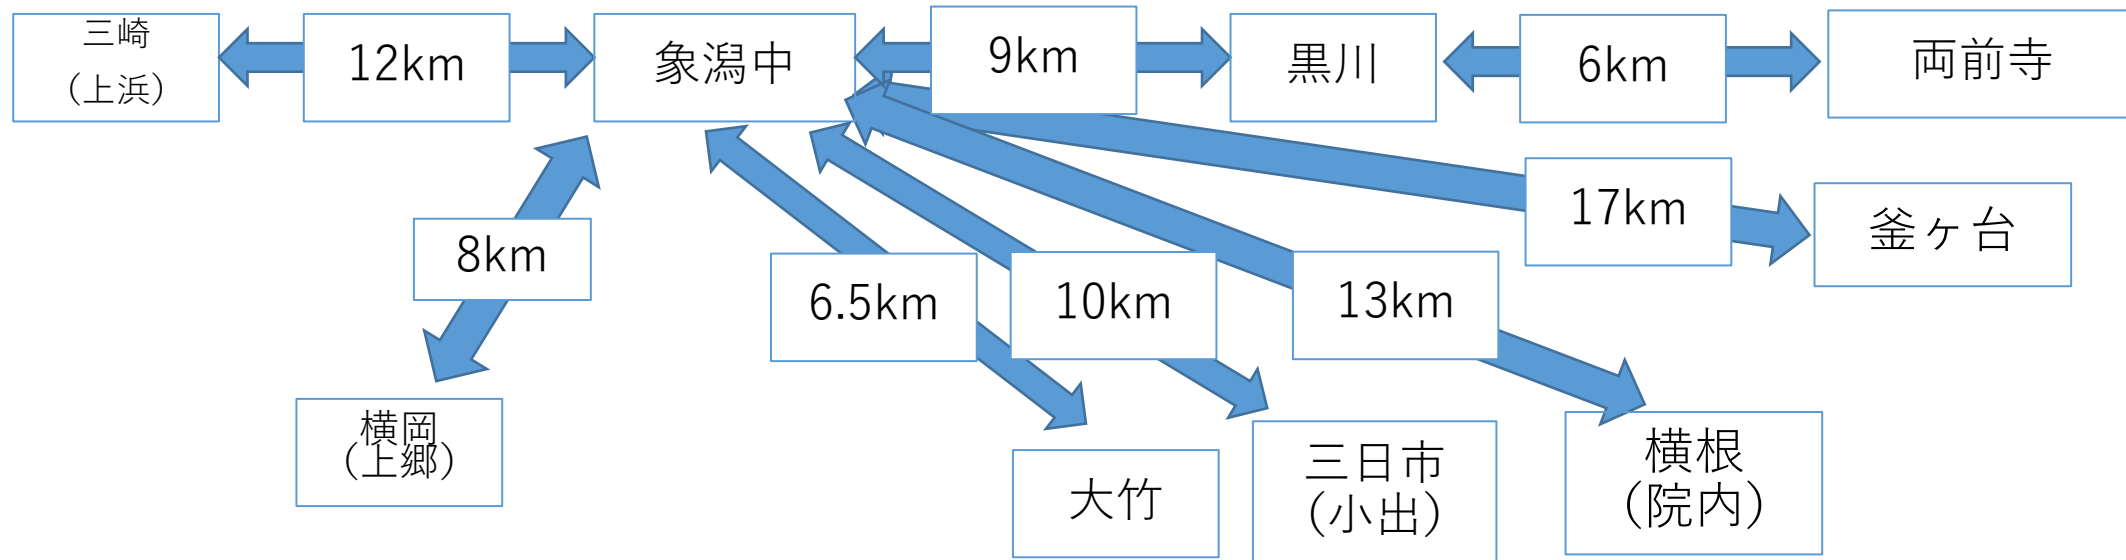 三崎
（上浜）
12km
象潟中
9km
黒川
6km
両前寺
17km
釜ヶ台
8km
6.5km
10km
13km
横岡
（上郷）
大竹
三日市
（小出）
横根
（院内）